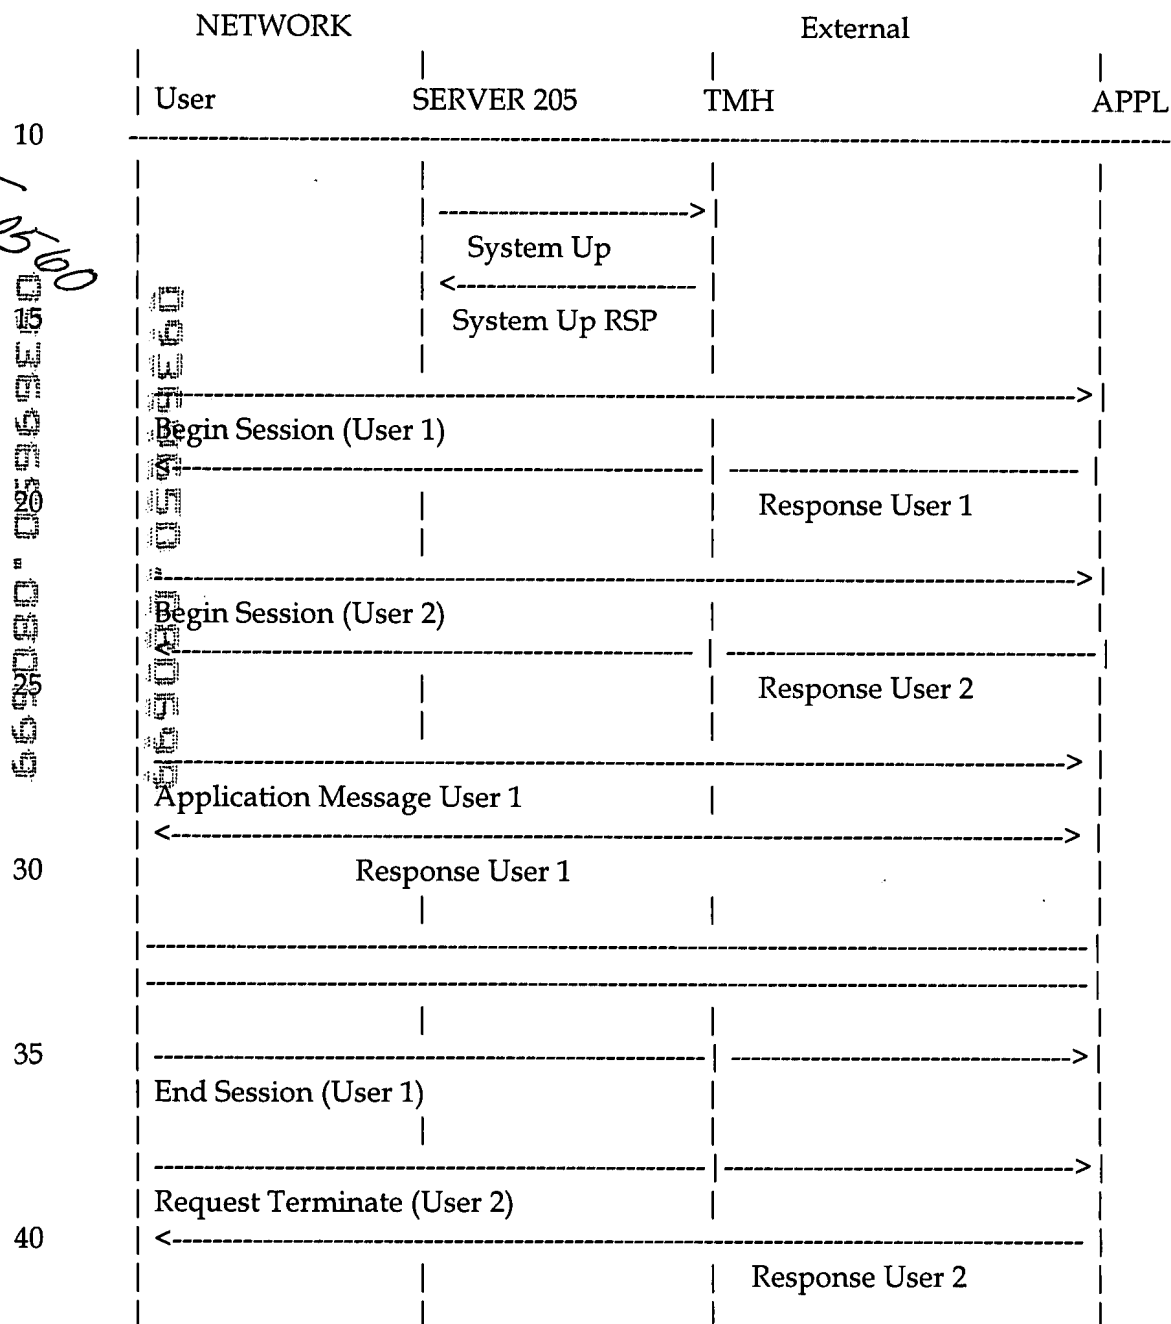 NETWORK External
User SERVER 205 TMH APPL
10
System Up
15 System Up RSP
Begin Session (User 1)
20 Response User 1
Begin Session (User 2)
25 Response User 2
Application Message User 1
30 Response User 1
35
End Session (User 1)
Request Terminate (User 2)
40
Response User 2